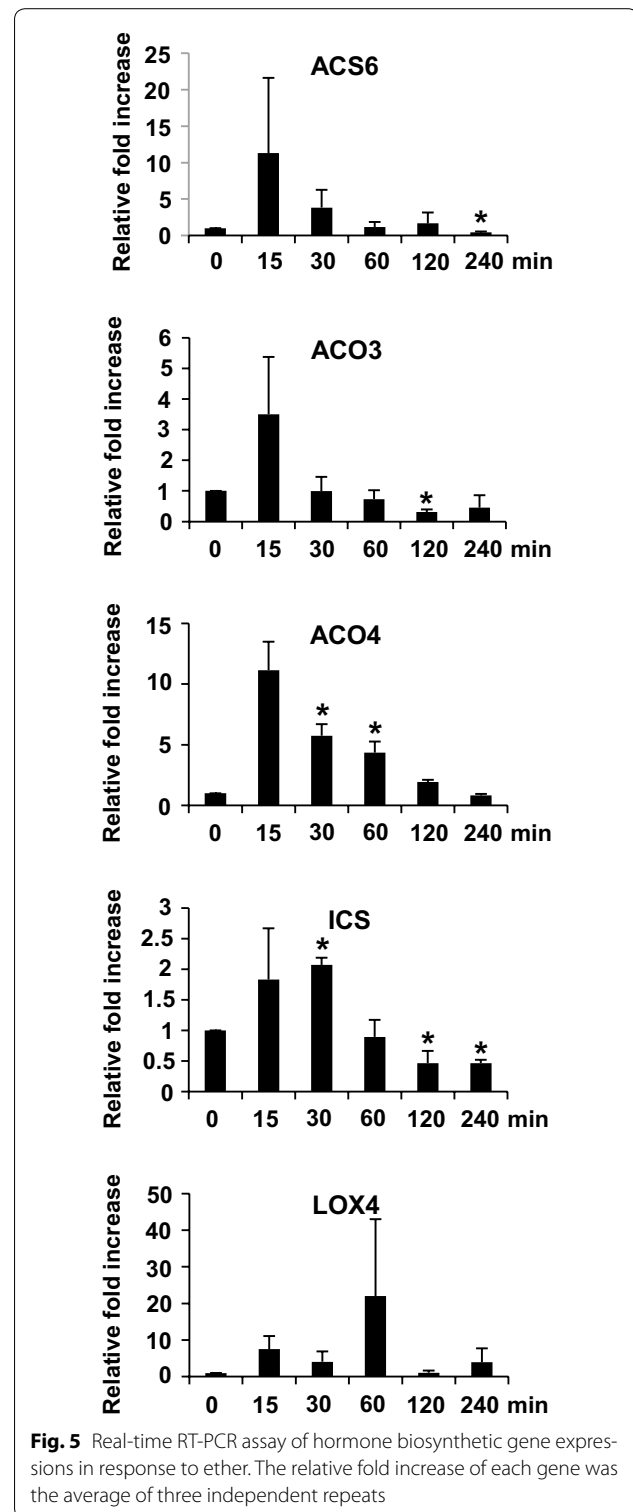 ACS6
Relative fold increase
25
20
15
10
5
0
*
0 15 30 60 120 240 min
ACO3
Relative fold increase
6
5
4
3
2
1
0
*
0 15 30 60 120 240 min
ACO4
Relative fold increase
15
10
5
0
* *
0 15 30 60 120 240 min
ICS
Relative fold increase
3
2.5
2
1.5
1
0.5
0
* * *
0 15 30 60 120 240 min
LOX4
Relative fold increase
50
40
30
20
10
0
0 15 30 60 120 240 min
Fig. 5 Real-time RT-PCR assay of hormone biosynthetic gene expres-
sions in response to ether. The relative fold increase of each gene was
the average of three independent repeats